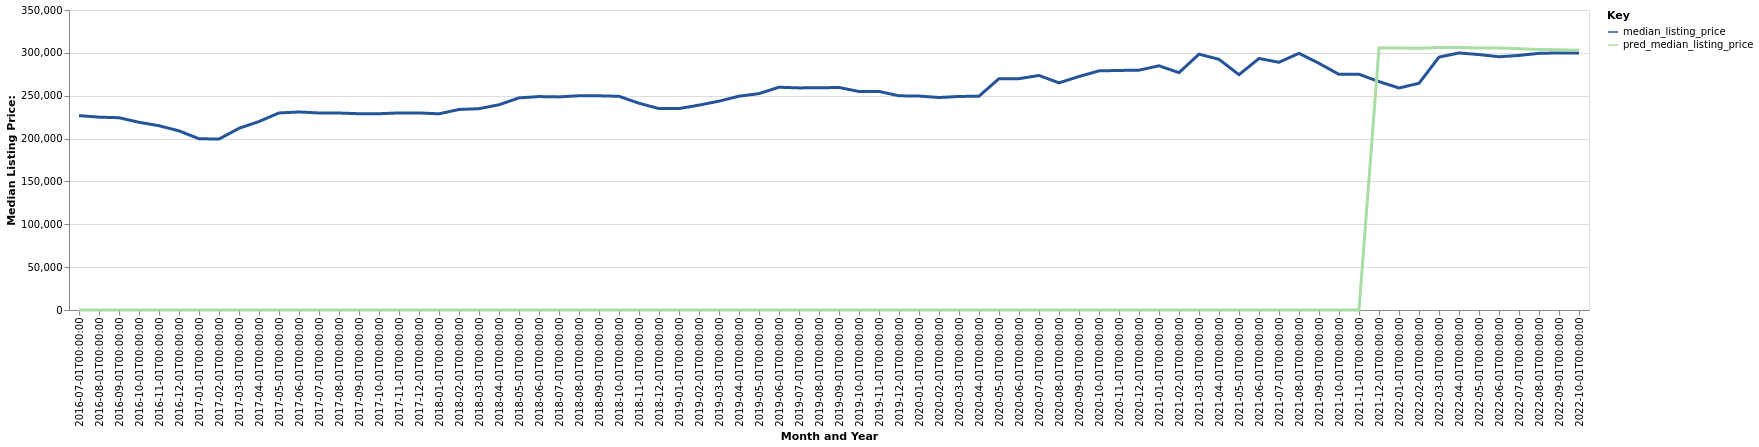 350,000
300,000
250,000
200,000
150,000
100,000
50,000
0
Median Listing Price:
2016-07-01T00:00:00
2016-08-01T00:00:00
2016-09-01T00:00:00
2016-10-01T00:00:00
2016-11-01T00:00:00
2016-12-01T00:00:00
2017-01-01T00:00:00
2017-02-01T00:00:00
2017-03-01T00:00:00
2017-04-01T00:00:00
2017-05-01T00:00:00
2017-06-01T00:00:00
2017-07-01T00:00:00
2017-08-01T00:00:00
2017-09-01T00:00:00
2017-10-01T00:00:00
2017-11-01T00:00:00
2017-12-01T00:00:00
2018-01-01T00:00:00
2018-02-01T00:00:00
2018-03-01T00:00:00
2018-04-01T00:00:00
2018-05-01T00:00:00
2018-06-01T00:00:00
2018-07-01T00:00:00
2018-08-01T00:00:00
2018-09-01T00:00:00
2018-10-01T00:00:00
2018-11-01T00:00:00
2018-12-01T00:00:00
2019-01-01T00:00:00
2019-02-01T00:00:00
2019-03-01T00:00:00
2019-04-01T00:00:00
2019-05-01T00:00:00
2019-06-01T00:00:00
2019-07-01T00:00:00
2019-08-01T00:00:00
2019-09-01T00:00:00
2019-10-01T00:00:00
2019-11-01T00:00:00
2019-12-01T00:00:00
2020-01-01T00:00:00
2020-02-01T00:00:00
2020-03-01T00:00:00
2020-04-01T00:00:00
2020-05-01T00:00:00
2020-06-01T00:00:00
2020-07-01T00:00:00
2020-08-01T00:00:00
2020-09-01T00:00:00
2020-10-01T00:00:00
2020-11-01T00:00:00
2020-12-01T00:00:00
2021-01-01T00:00:00
2021-02-01T00:00:00
2021-03-01T00:00:00
2021-04-01T00:00:00
2021-05-01T00:00:00
2021-06-01T00:00:00
2021-07-01T00:00:00
2021-08-01T00:00:00
2021-09-01T00:00:00
2021-10-01T00:00:00
2021-11-01T00:00:00
2021-12-01T00:00:00
2022-01-01T00:00:00
2022-02-01T00:00:00
2022-03-01T00:00:00
2022-04-01T00:00:00
2022-05-01T00:00:00
2022-06-01T00:00:00
2022-07-01T00:00:00
2022-08-01T00:00:00
2022-09-01T00:00:00
2022-10-01T00:00:00
Month and Year
Key
median_listing_price
pred_median_listing_price